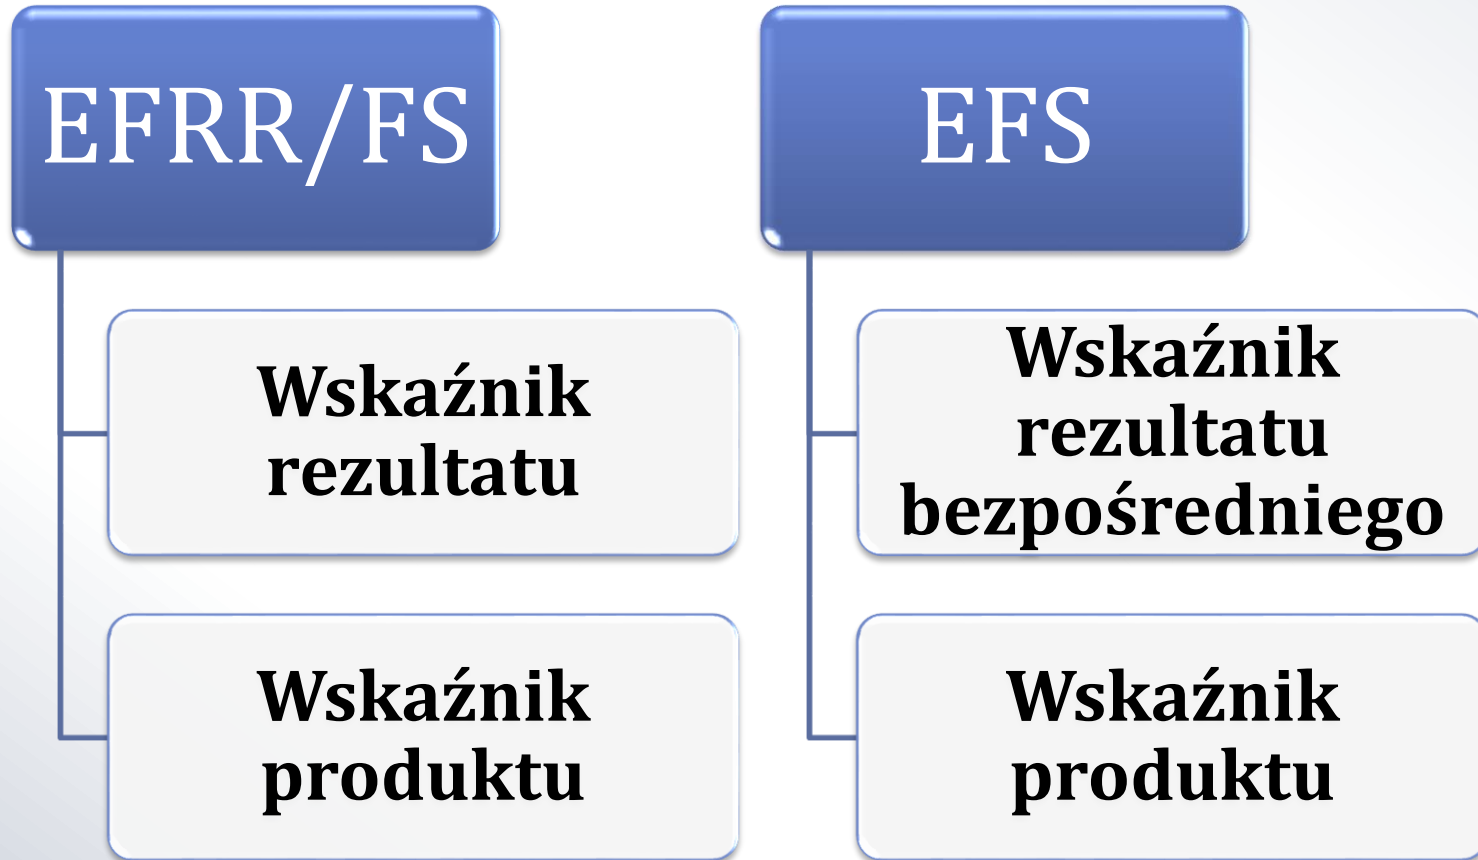 EFRR/FS
Wskaźnik
rezultatu
Wskaźnik
produktu
EFS
Wskaźnik
rezultatu
bezpośredniego
Wskaźnik
produktu